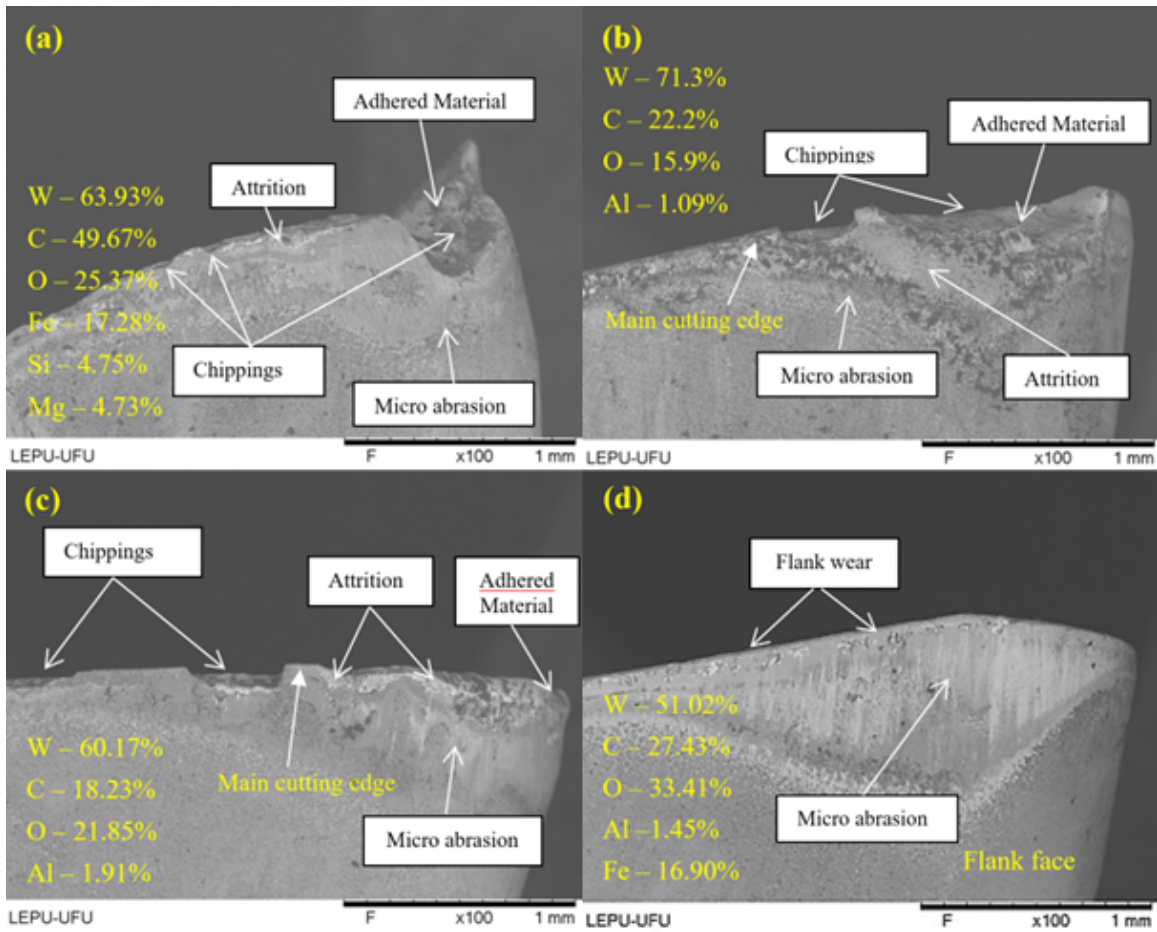 (a)
Adhered Material
Attrition
W – 63.93%
C – 49.67%
O – 25.37%
Fe – 17.28%
Si – 4.75%
Mg – 4.73%
Chippings
Micro abrasion
LEPU-UFU F x100 1 mm
(b)
W – 71.3%
C – 22.2%
O – 15.9%
Al – 1.09%
Chippings
Adhered Material
Main cutting edge
Micro abrasion
Attrition
LEPU-UFU F x100 1 mm
(c)
Chippings
Attrition
Adhered
Material
W – 60.17%
C – 18.23%
O – 21.85%
Al – 1.91%
Main cutting edge
Micro abrasion
LEPU-UFU F x100 1 mm
(d)
Flank wear
W – 51.02%
C – 27.43%
O – 33.41%
Al –1.45%
Fe – 16.90%
Micro abrasion
Flank face
LEPU-UFU F x100 1 mm